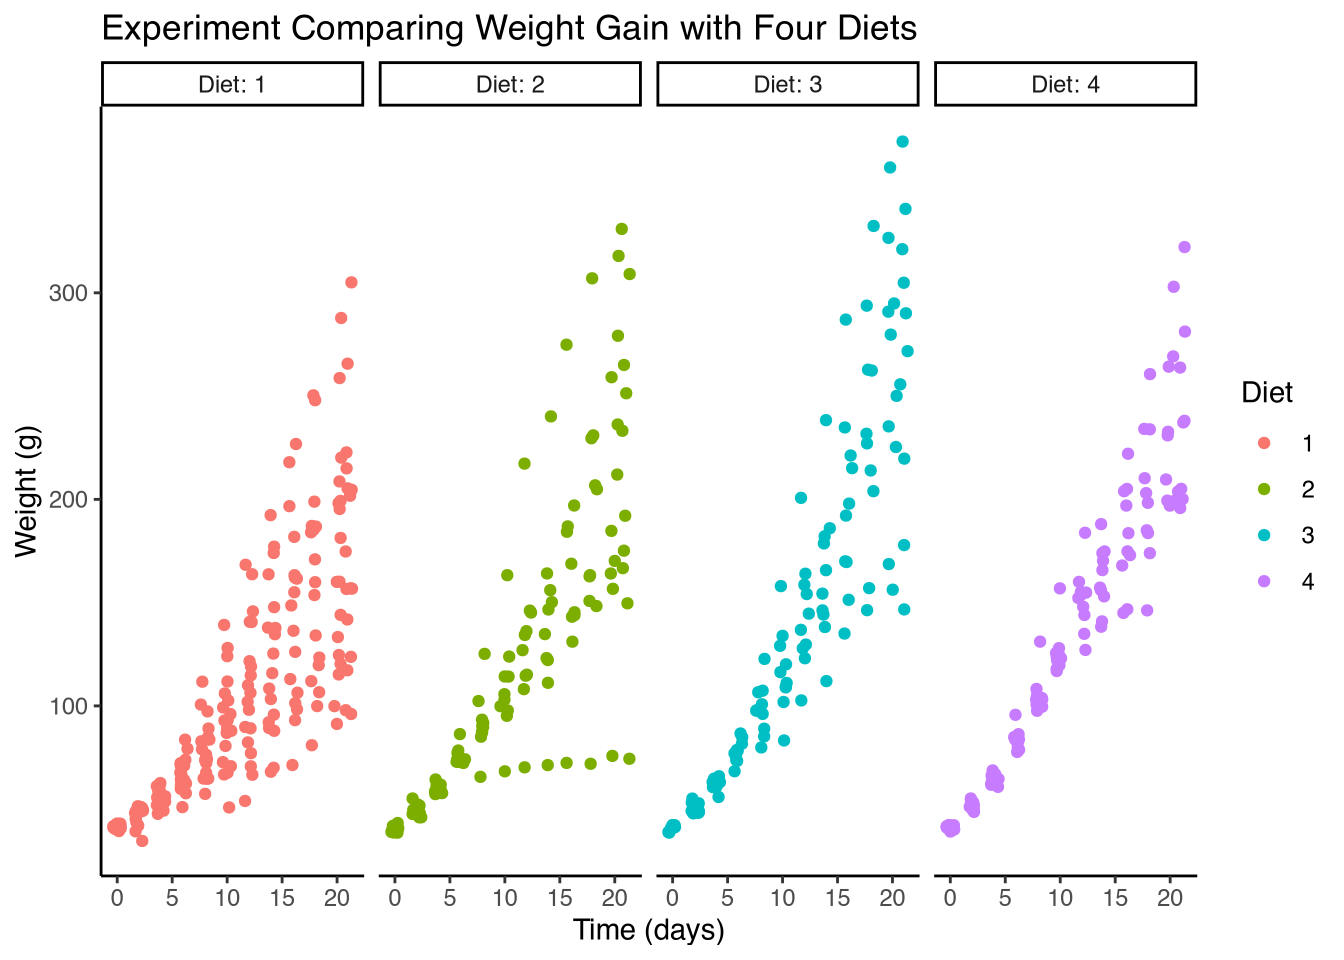 Experiment Comparing Weight Gain with Four Diets
Diet: 1
Diet: 2
Diet: 3
Diet: 4
300
200
100
Weight (g)
0 5 10 15 20
0 5 10 15 20
0 5 10 15 20
0 5 10 15 20
Time (days)
Diet
1
2
3
4